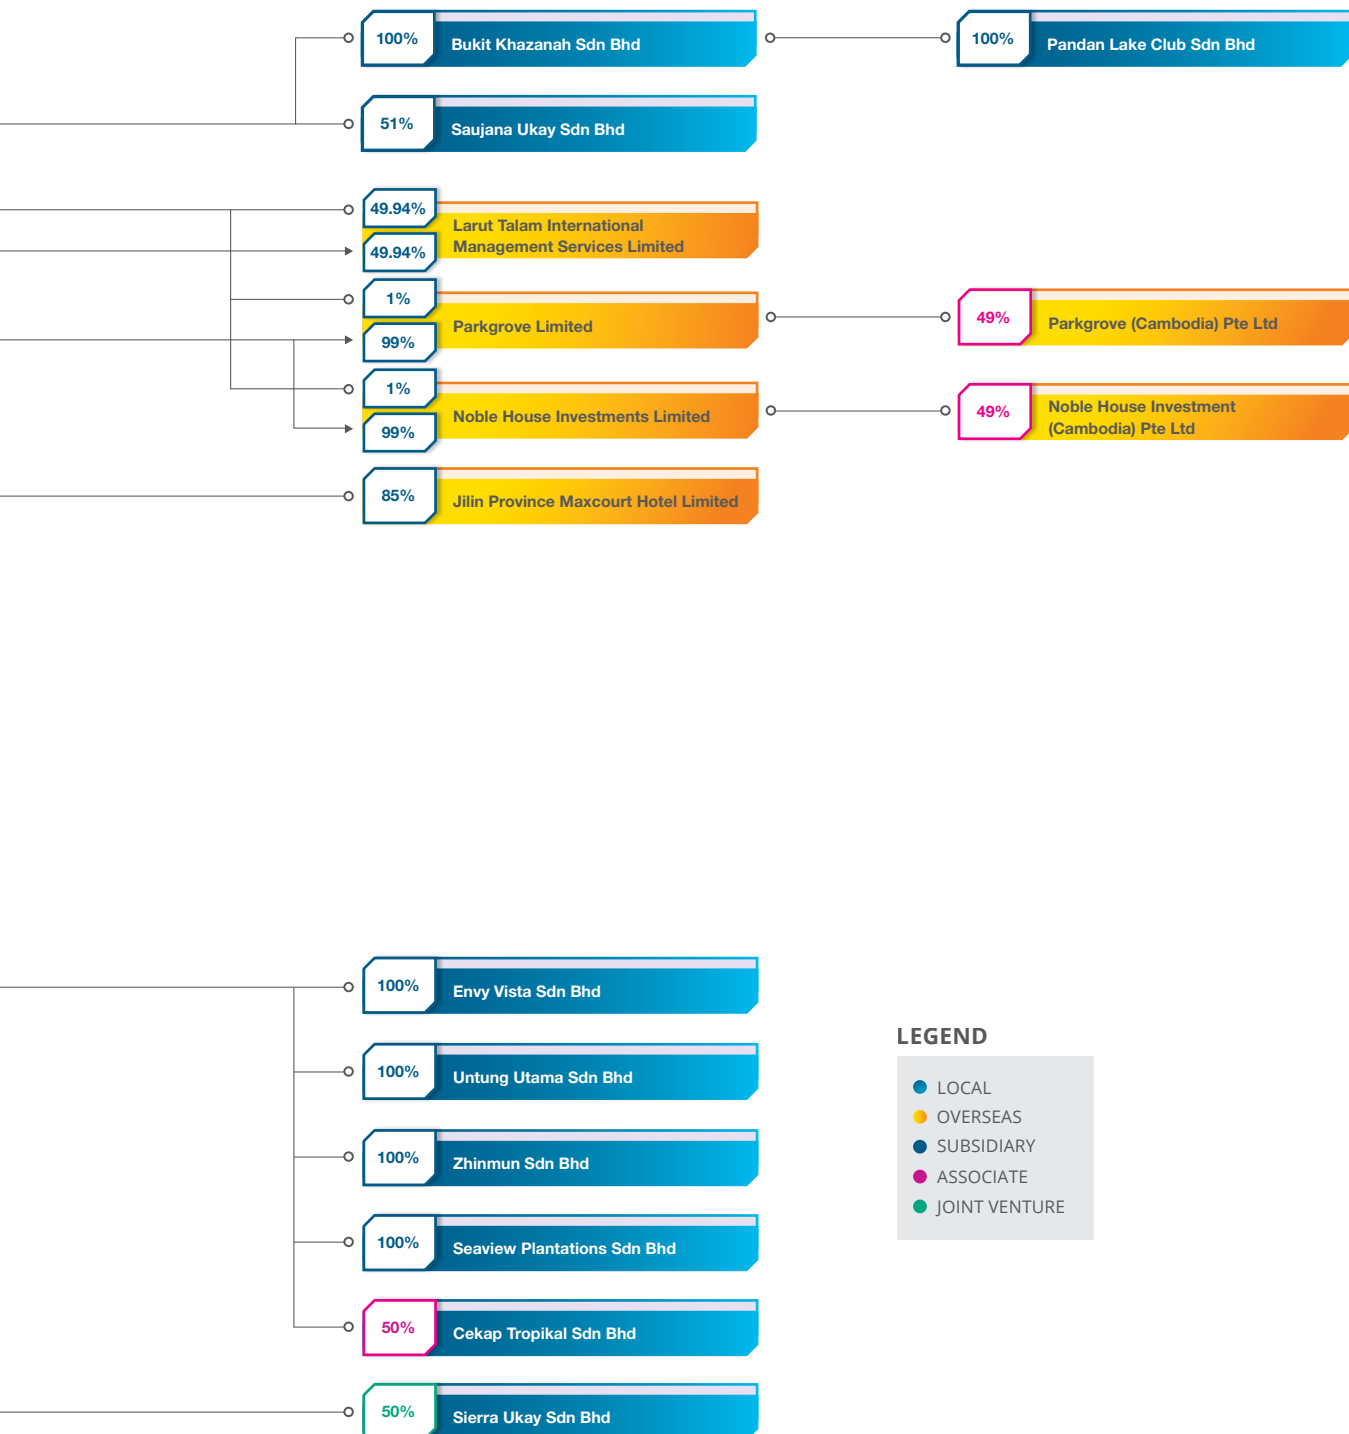 100%
Bukit Khazanah Sdn Bhd
100%
Pandan Lake Club Sdn Bhd
51%
Saujana Ukay Sdn Bhd
49.94%
49.94%
Larut Talam International
Management Services Limited
1%
99%
Parkgrove Limited
49%
Parkgrove (Cambodia) Pte Ltd
1%
99%
Noble House Investments Limited
49%
Noble House Investment
(Cambodia) Pte Ltd
85%
Jilin Province Maxcourt Hotel Limited
100%
Envy Vista Sdn Bhd
100%
Untung Utama Sdn Bhd
100%
Zhinmun Sdn Bhd
100%
Seaview Plantations Sdn Bhd
50%
Cekap Tropikal Sdn Bhd
50%
Sierra Ukay Sdn Bhd
LEGEND
LOCAL
OVERSEAS
SUBSIDIARY
ASSOCIATE
JOINT VENTURE